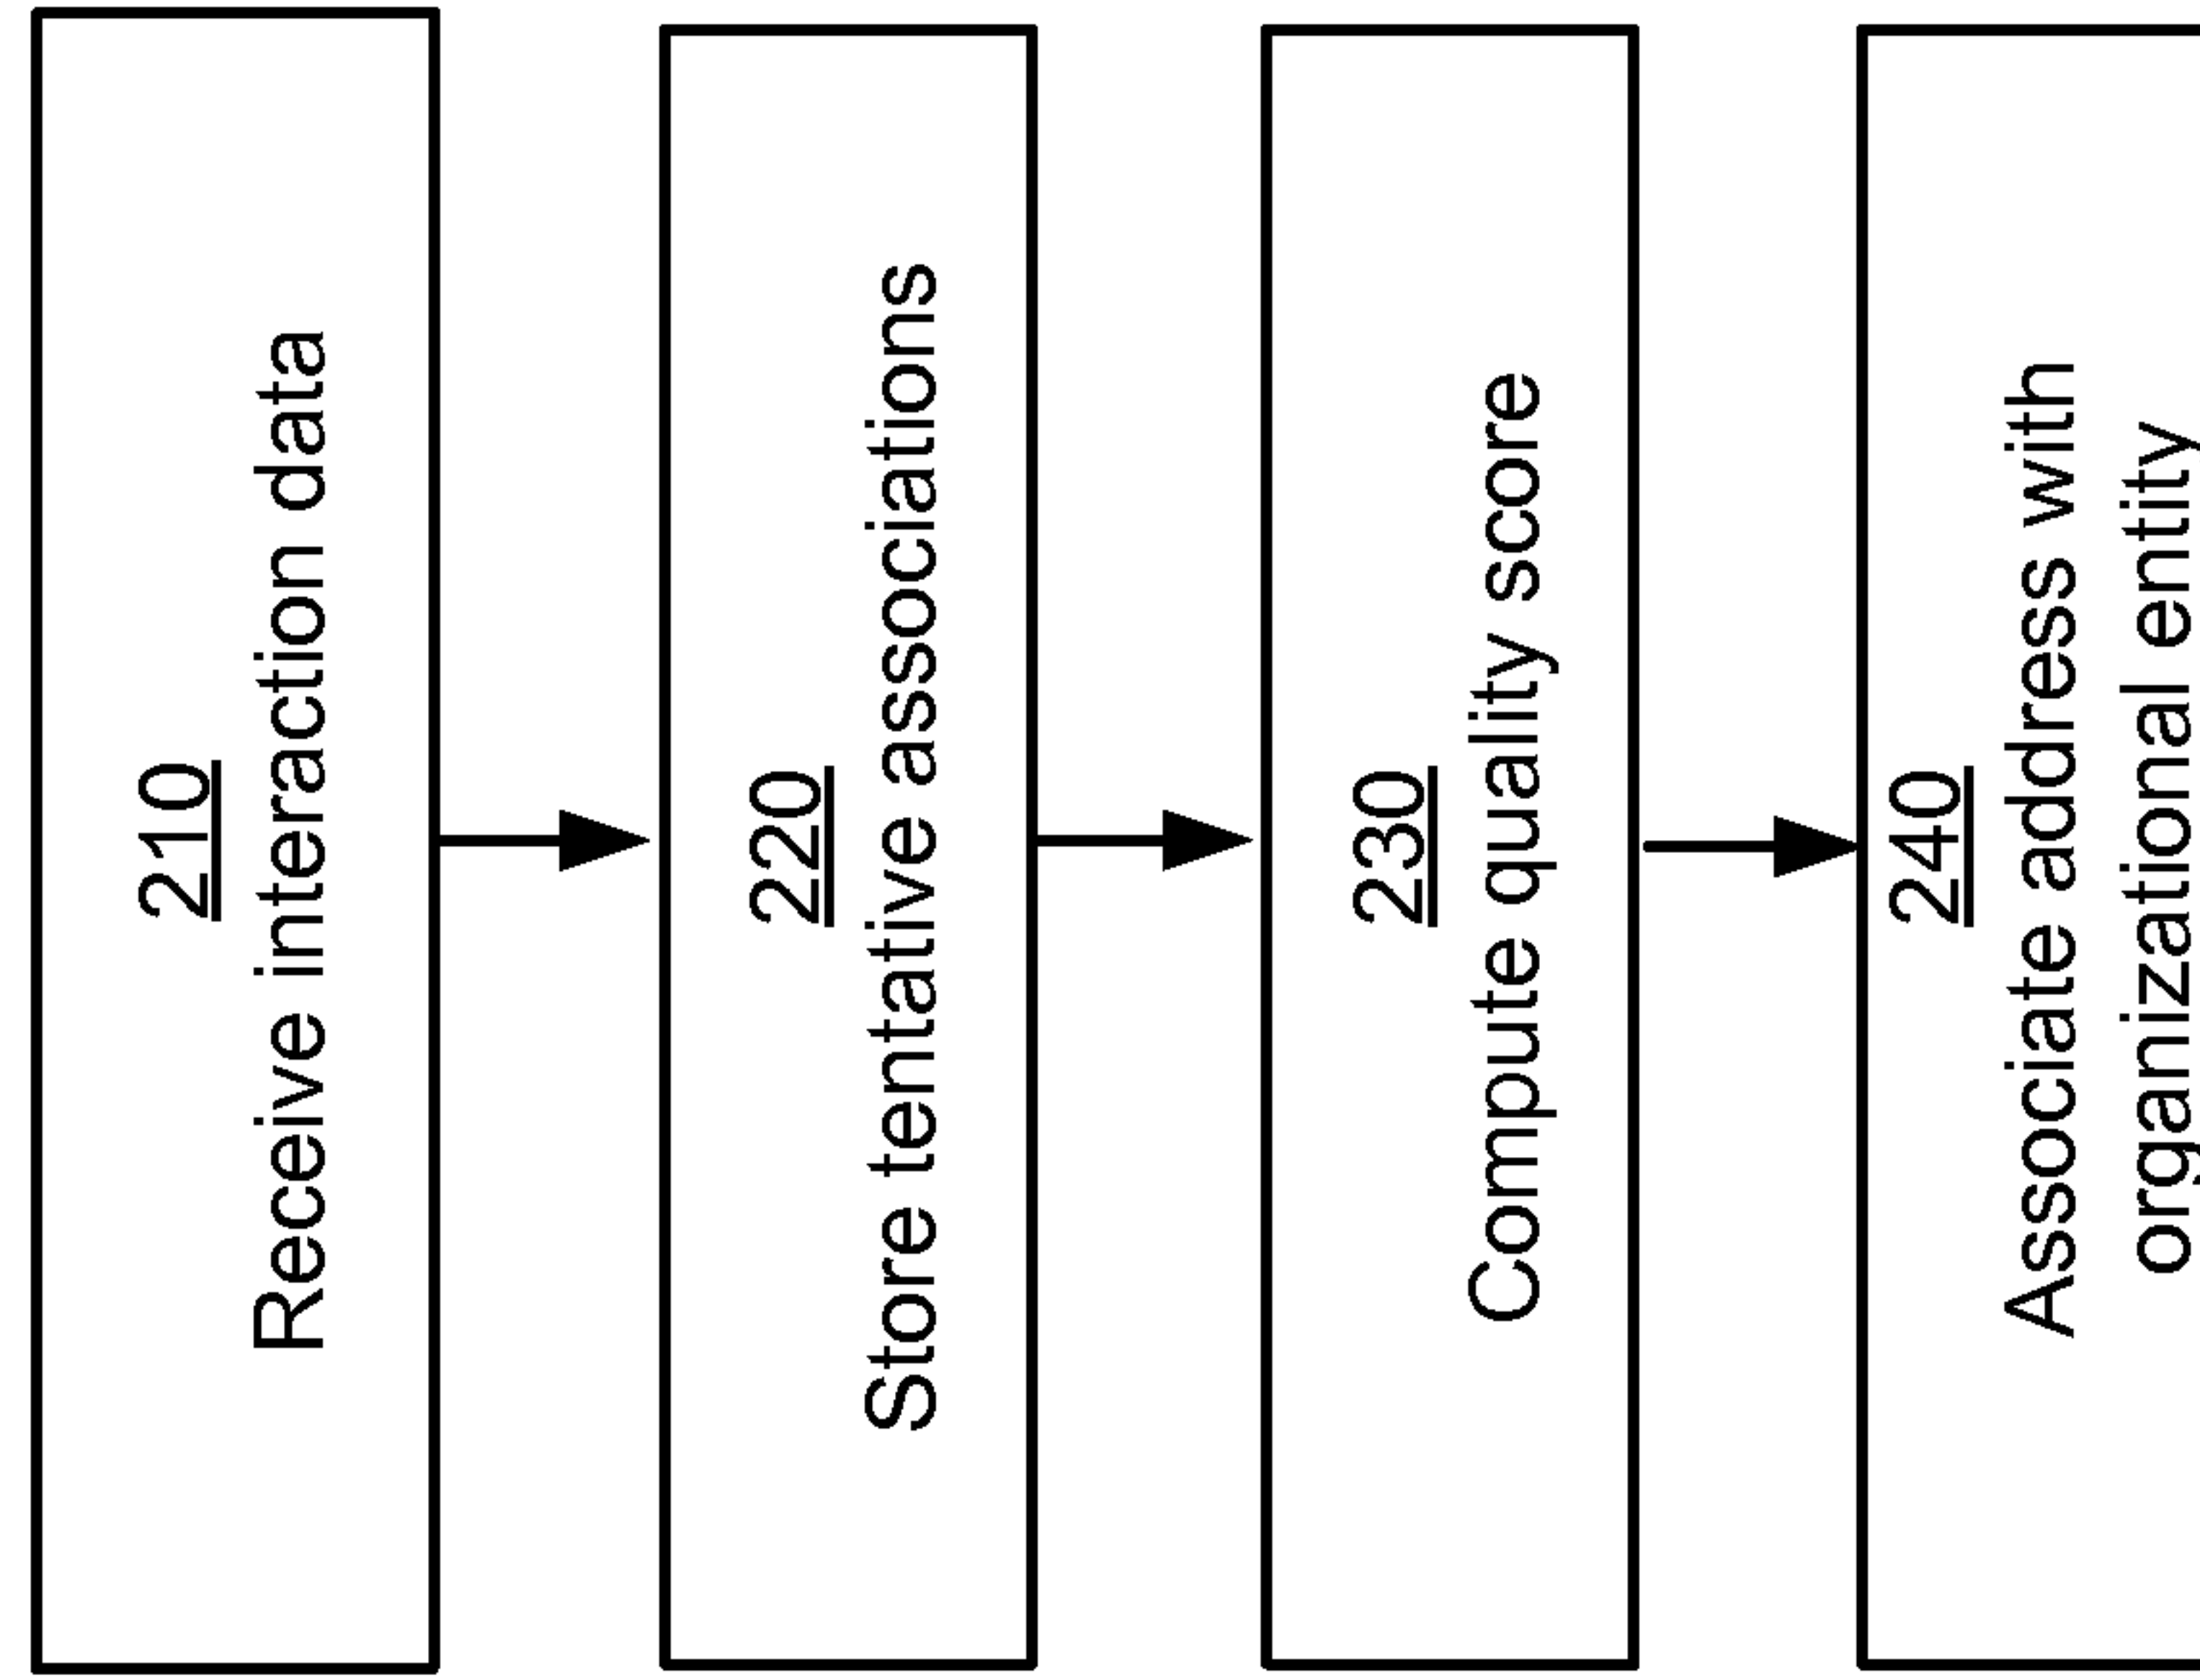 210
Receive interaction data
220
Store tentative associations
230
Compute quality score
240
Associate address with
organizational entity